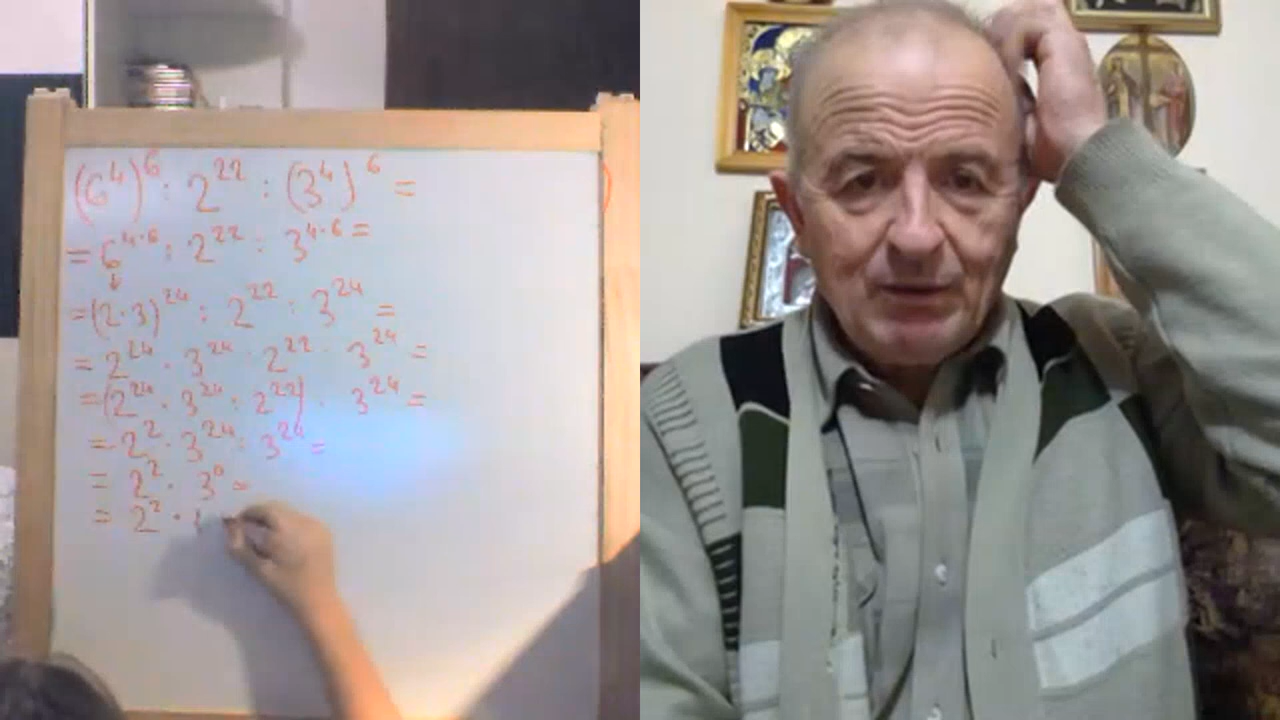 (6⁴)⁶ : 2²² : (3⁴)⁶ =
= 6⁴·⁶ : 2²² : 3⁴·⁶ =
↓
= (2·3)²⁴ : 2²² : 3²⁴ =
= 2²⁴ · 3²⁴ : 2²² : 3²⁴ =
= (2²⁴ · 3²⁴ : 2²²) : 3²⁴ =
= 2² · 3²⁴ : 3²⁴ =
= 2² · 3⁰ =
= 2² ·